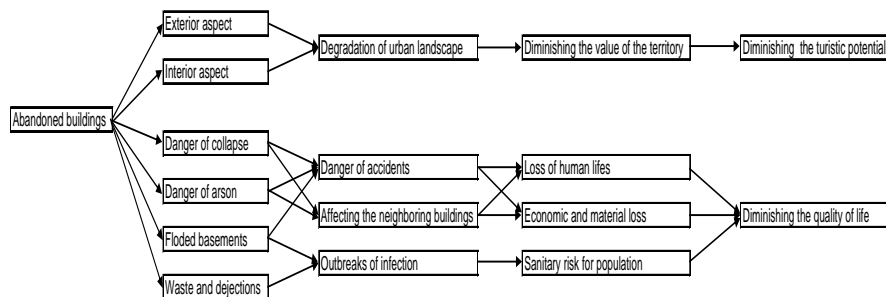 Exterior aspect
Degradation of urban landscape
Diminishing the value of the territory
Diminishing the turistic potential
Interior aspect
Abandoned buildings
Danger of collapse
Danger of accidents
Loss of human lifes
Danger of arson
Affecting the neighboring buildings
Economic and material loss
Diminishing the quality of life
Floded basements
Outbreaks of infection
Sanitary risk for population
Waste and dejections